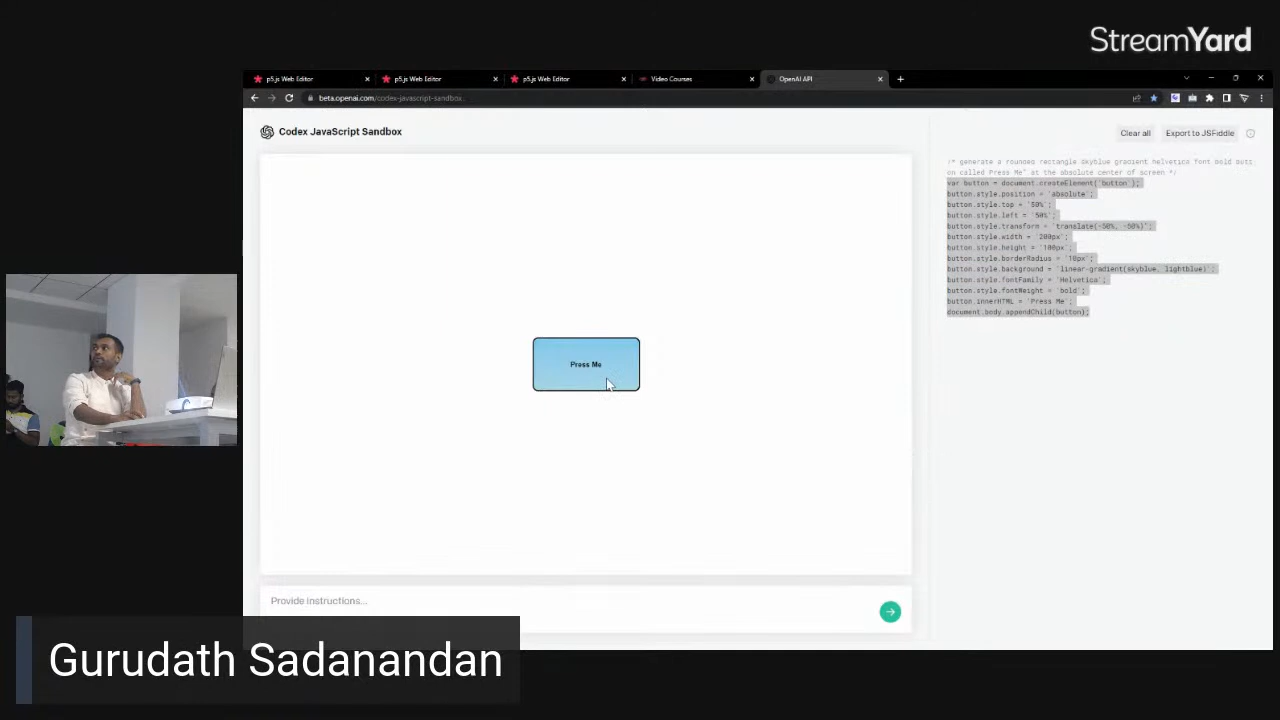 StreamYard
p5.js Web Editor
p5.js Web Editor
p5.js Web Editor
Video Courses
OpenAI API
beta.openai.com/codex-javascript-sandbox
Codex JavaScript Sandbox
Clear all
Export to JSFiddle
/* generate a rounded rectangle skyblue gradient helvetica font bold butt
on called Press Me" at the absolute center of screen */
var button = document.createElement('button');
button.style.position = 'absolute';
button.style.top = '50%';
button.style.left = '50%';
button.style.transform = 'translate(-50%, -50%)';
button.style.width = '200px';
button.style.height = '100px';
button.style.borderRadius = '10px';
button.style.background = 'linear-gradient(skyblue, lightblue)';
button.style.fontFamily = 'Helvetica';
button.style.fontWeight = 'bold';
button.innerHTML = 'Press Me';
document.body.appendChild(button);
Press Me
Provide instructions...
Gurudath Sadanandan